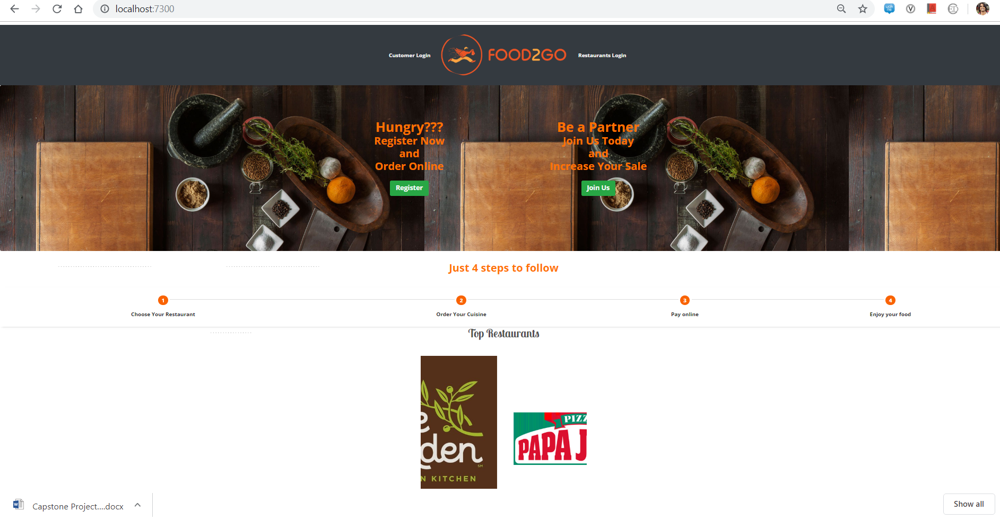 localhost:7300
walk me
V
A
ED
Customer Login
FOOD2GO
Restaurants Login
Hungry???
Register Now
and
Order Online
Register
Be a Partner
Join Us Today
and
Increase Your Sale
Join Us
Just 4 steps to follow
1
2
3
4
Choose Your Restaurant
Order Your Cuisine
Pay online
Enjoy your food
Top Restaurants
e
den
SM
N KITCHEN
PIZZ
PAPA J
W
Capstone Project....docx
Show all